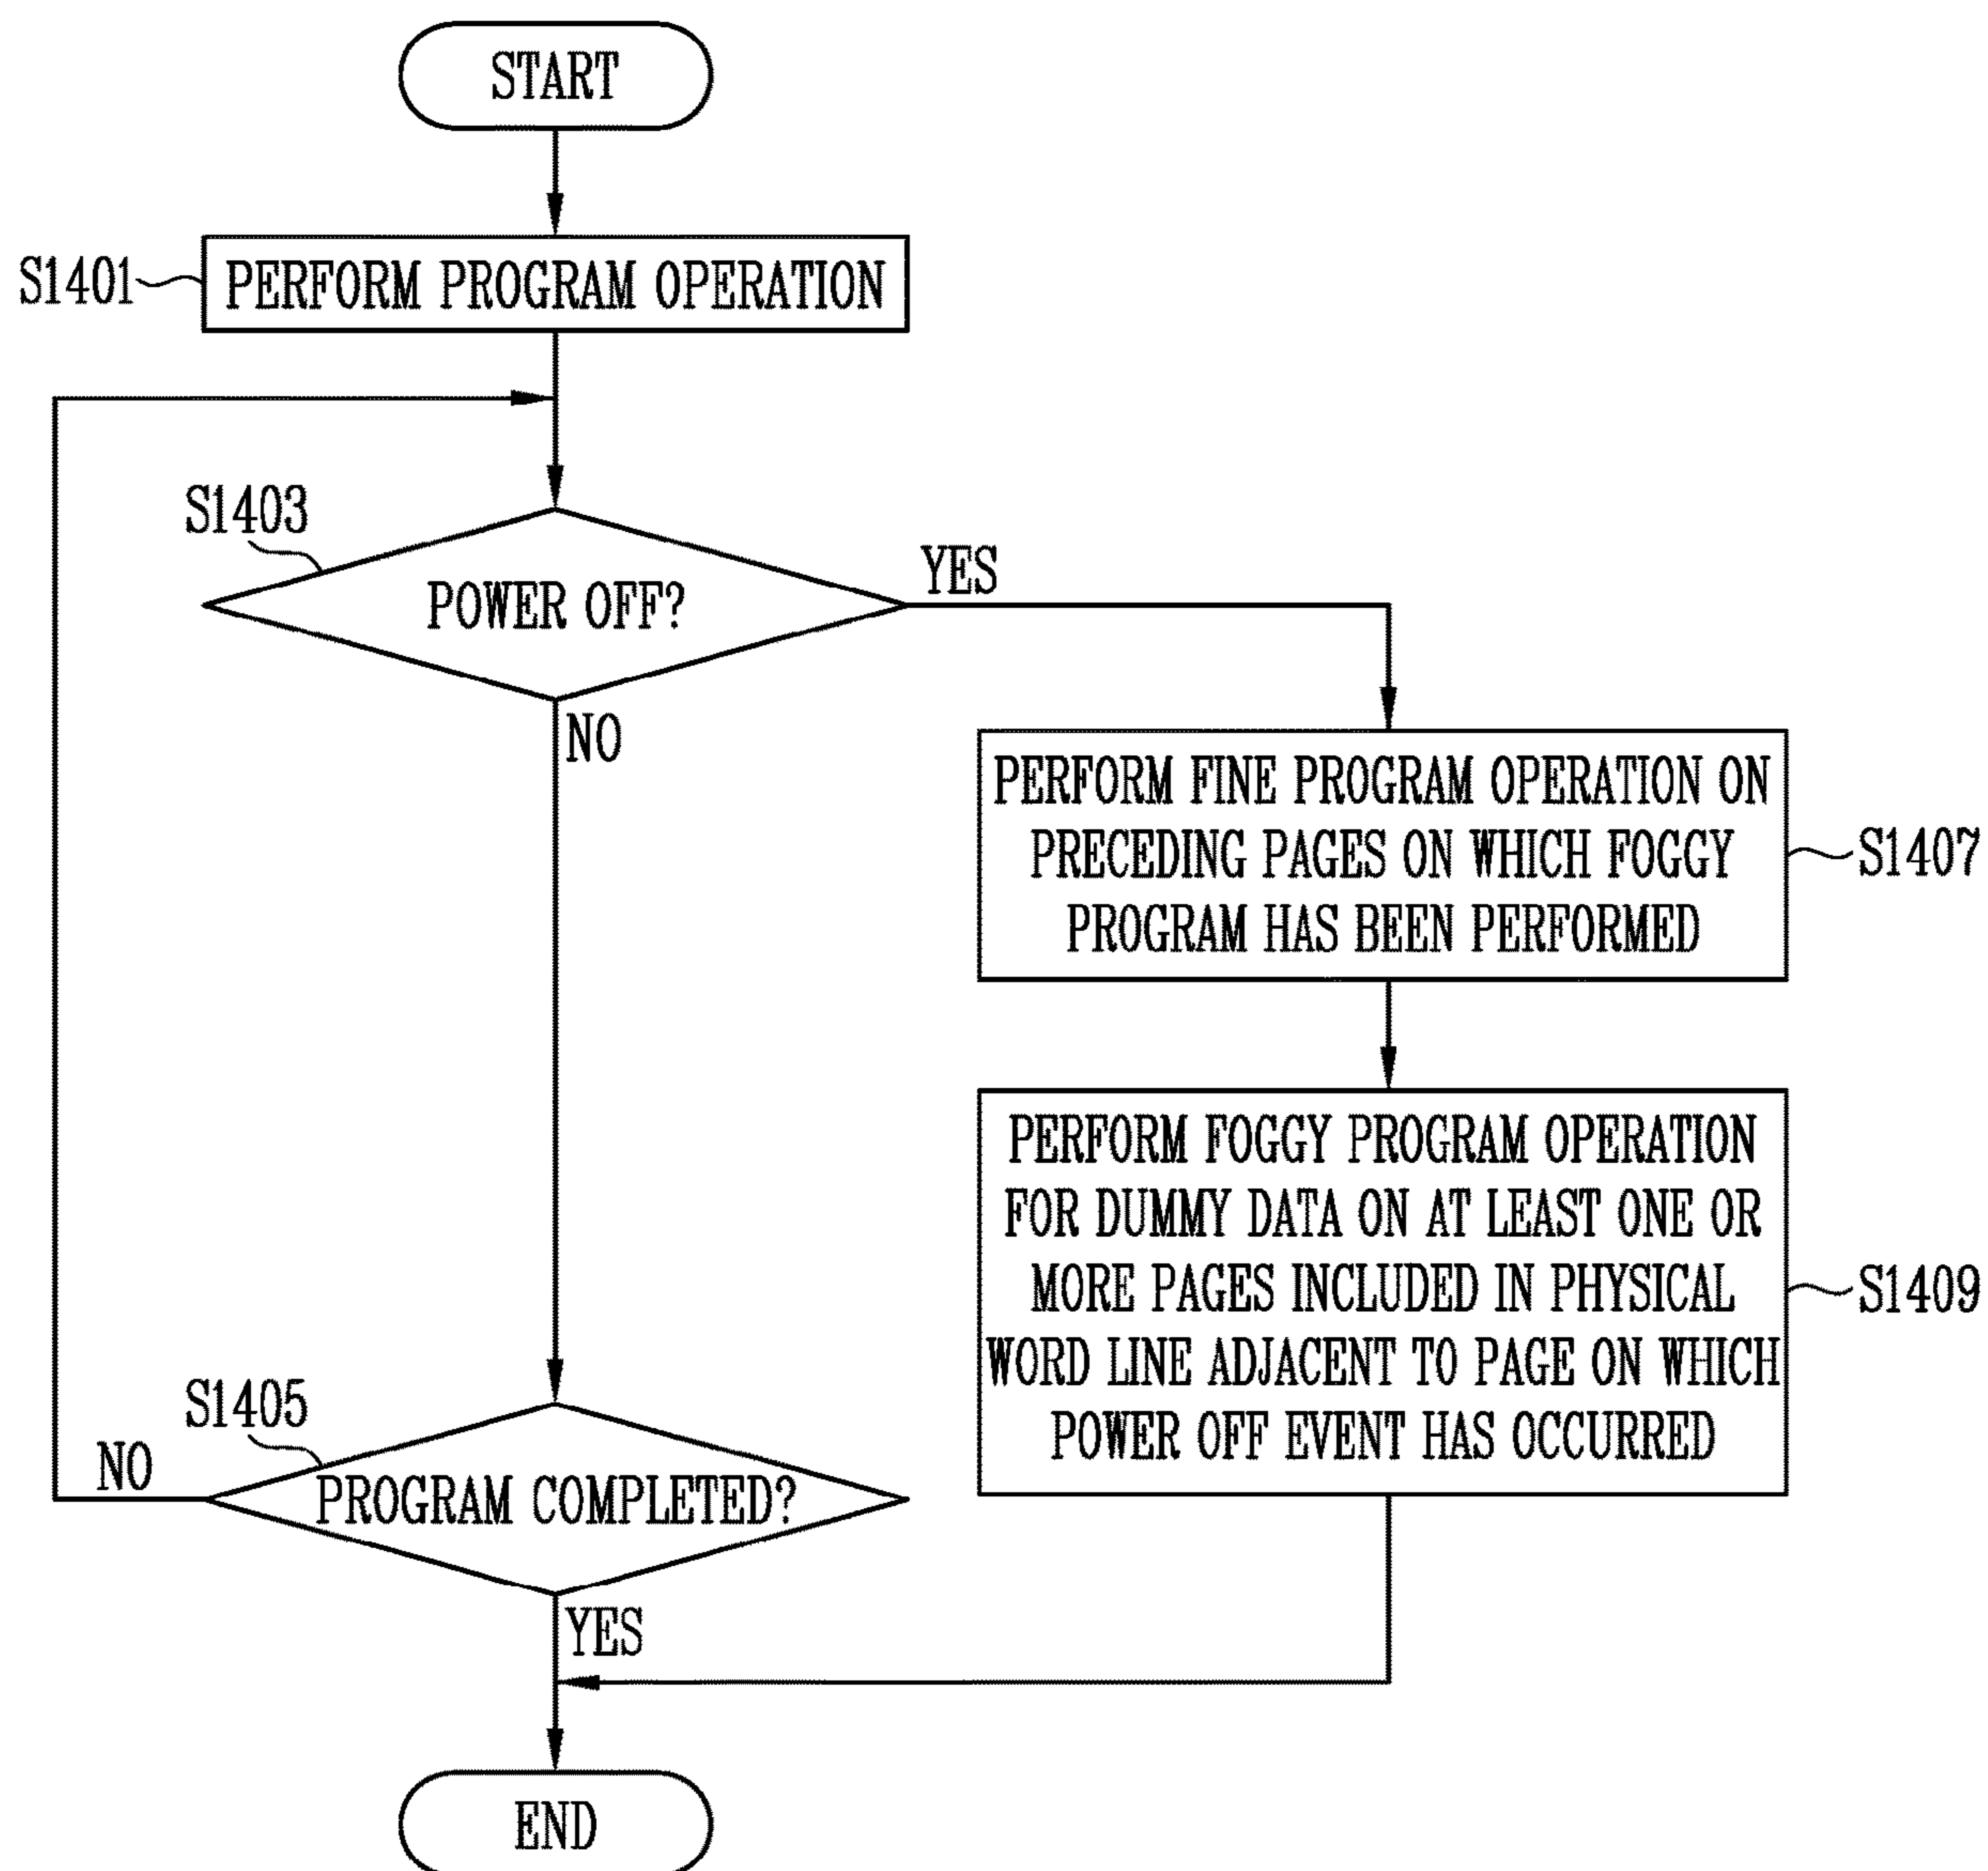 START
S1401
PERFORM PROGRAM OPERATION
S1403
POWER OFF?
YES
NO
PERFORM FINE PROGRAM OPERATION ON
PRECEDING PAGES ON WHICH FOGGY
PROGRAM HAS BEEN PERFORMED
S1407
PERFORM FOGGY PROGRAM OPERATION
FOR DUMMY DATA ON AT LEAST ONE OR
MORE PAGES INCLUDED IN PHYSICAL
WORD LINE ADJACENT TO PAGE ON WHICH
POWER OFF EVENT HAS OCCURRED
S1409
S1405
NO
PROGRAM COMPLETED?
YES
END